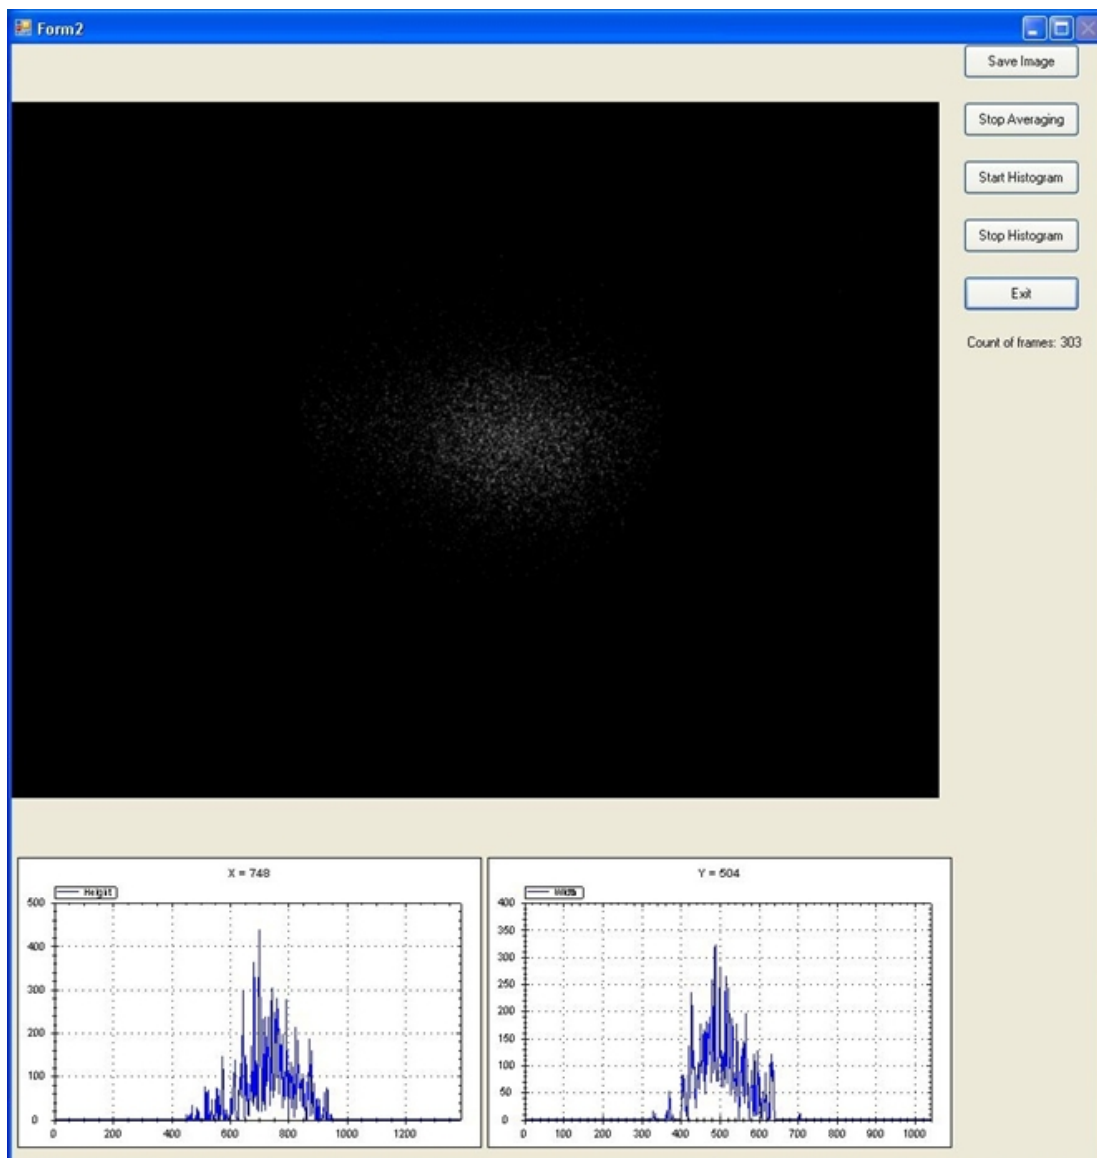 Form2
Save Image
Stop Averaging
Start Histogram
Stop Histogram
Exit
Count of frames: 303
X = 748
Height
500
400
300
200
100
0
0 200 400 600 800 1000 1200
Y = 504
Width
400
350
300
250
200
150
100
50
0
0 100 200 300 400 500 600 700 800 900 1000